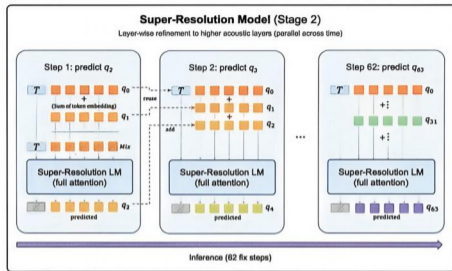 Super-Resolution Model (Stage 2)
Layer-wise refinement to higher acoustic layers (parallel across time)
Step 1: predict q₂
T
q₀
+
(Sum of token embedding)
q₁
T
Mix
Super-Resolution LM
(full attention)
q₂
predicted
reuse
add
Step 2: predict q₃
T
q₀
+
q₁
+
q₂
Super-Resolution LM
(full attention)
q₄
predicted
...
Step 62: predict q₆₃
T
q₀
+⋮
q₃₁
+⋮
Super-Resolution LM
(full attention)
q₆₃
predicted
Inference (62 fix steps)